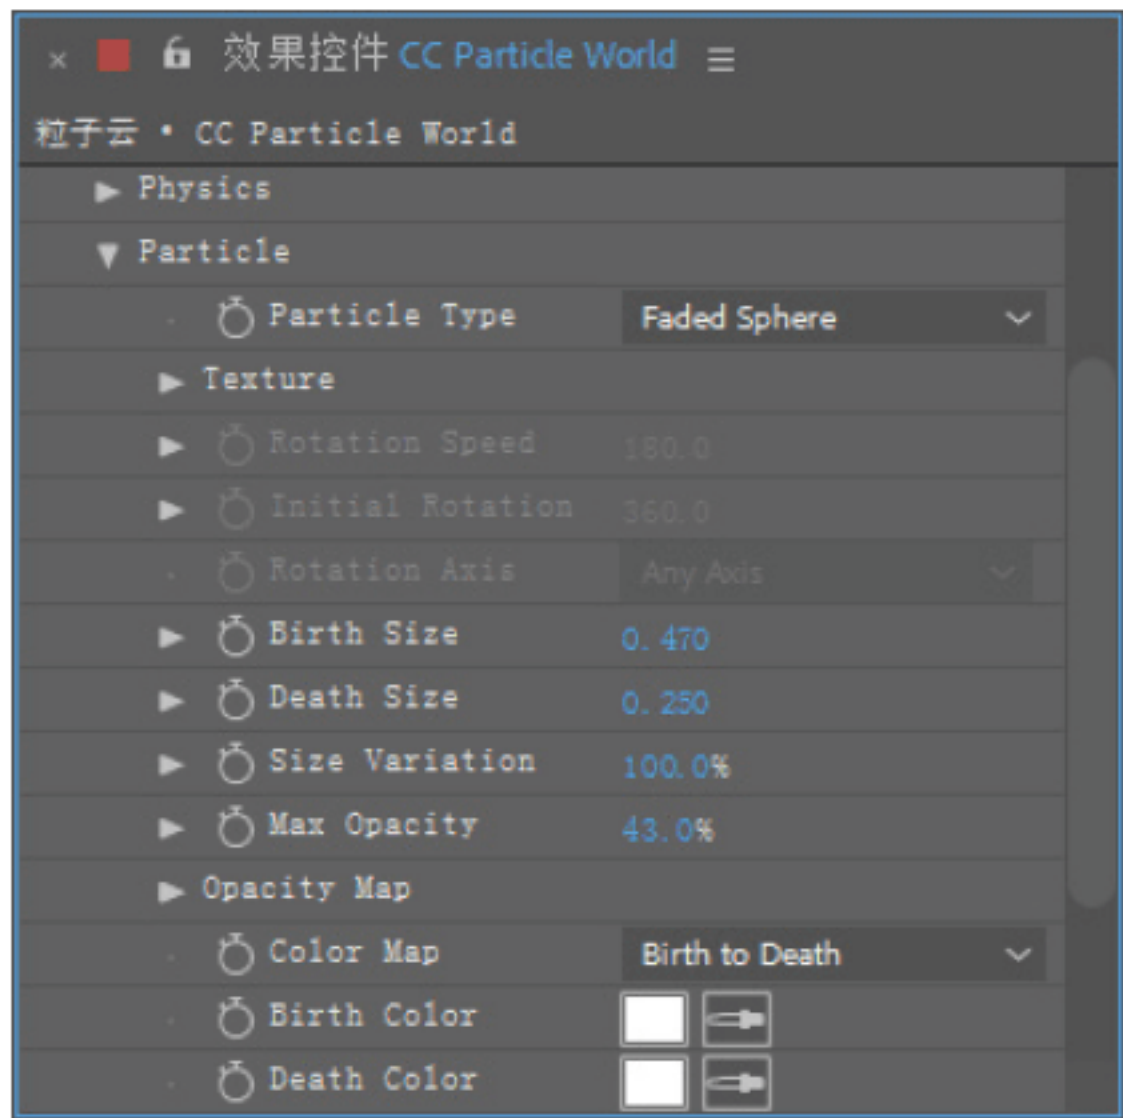 效果控件 CC Particle World
粒子云 • CC Particle World
Physics
Particle
Particle Type Faded Sphere
Texture
Rotation Speed 180.0
Initial Rotation 360.0
Rotation Axis Any Axis
Birth Size 0.470
Death Size 0.250
Size Variation 100.0%
Max Opacity 43.0%
Opacity Map
Color Map Birth to Death
Birth Color
Death Color